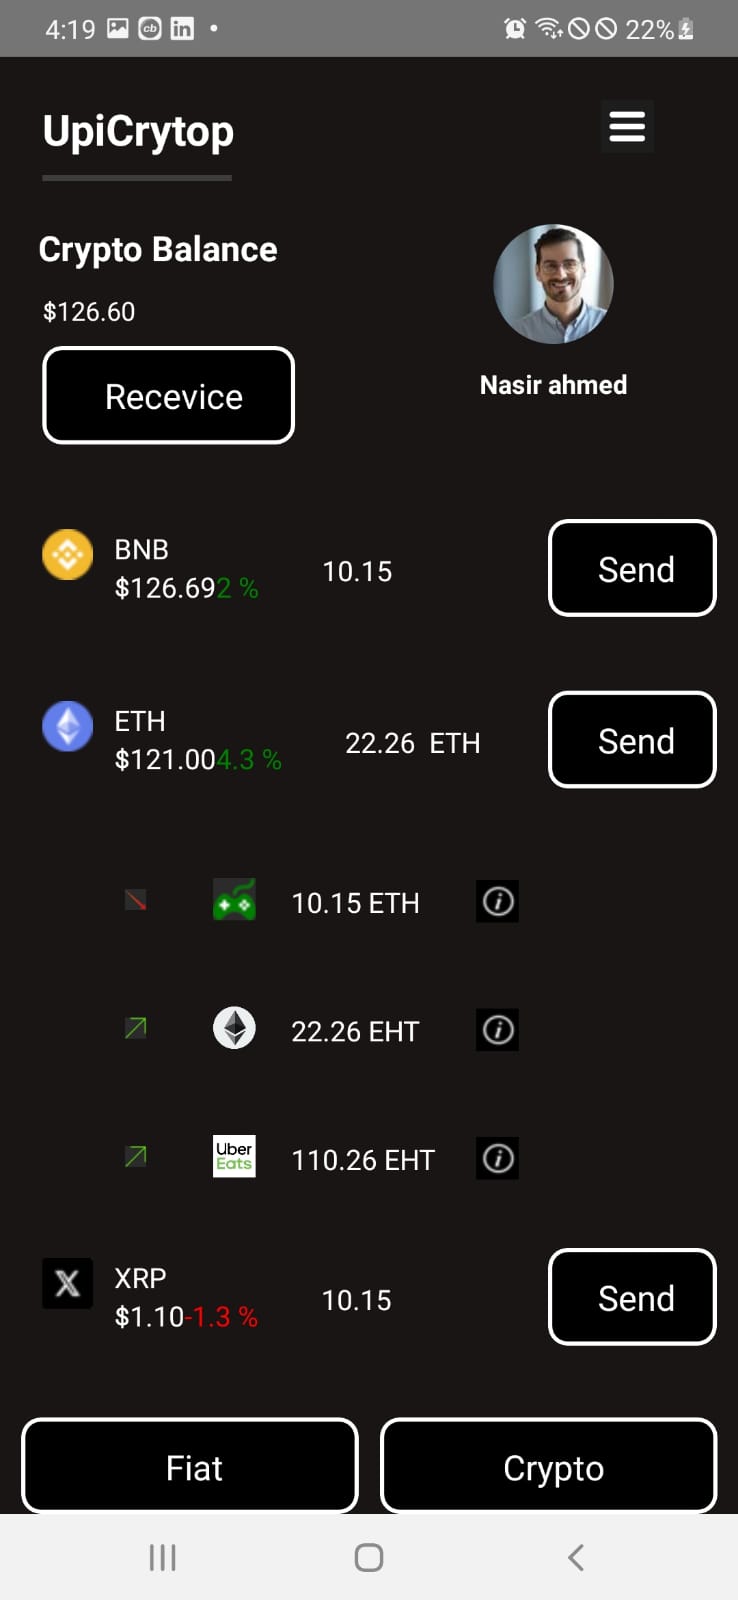 4:19 cb in 22%
UpiCrytop
Crypto Balance
$126.60
Recevice
Nasir ahmed
BNB
$126.692 %
10.15
Send
ETH
$121.004.3 %
22.26 ETH
Send
10.15 ETH
22.26 EHT
Uber
Eats
110.26 EHT
XRP
$1.10-1.3 %
10.15
Send
Fiat
Crypto